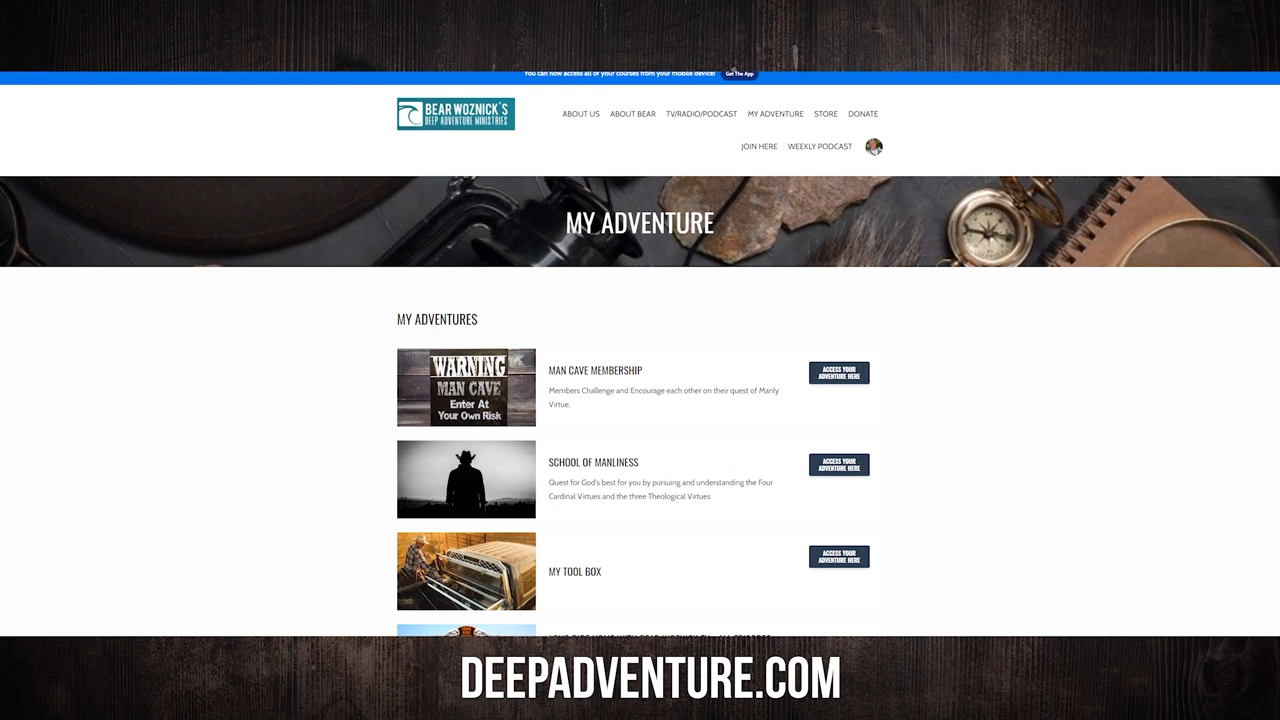 You can now access all of your courses from your mobile device! Get The App
BEAR WOZNICK'S
DEEP ADVENTURE MINISTRIES
ABOUT US ABOUT BEAR TV/RADIO/PODCAST MY ADVENTURE STORE DONATE
JOIN HERE WEEKLY PODCAST
MY ADVENTURE
MY ADVENTURES
WARNING
MAN CAVE
Enter At
Your Own Risk
MAN CAVE MEMBERSHIP
Members Challenge and Encourage each other on their quest of Manly
Virtue.
ACCESS YOUR
ADVENTURE HERE
SCHOOL OF MANLINESS
Quest for God's best for you by pursuing and understanding the Four
Cardinal Virtues and the three Theological Virtues
ACCESS YOUR
ADVENTURE HERE
MY TOOL BOX
ACCESS YOUR
ADVENTURE HERE
DEEPADVENTURE.COM